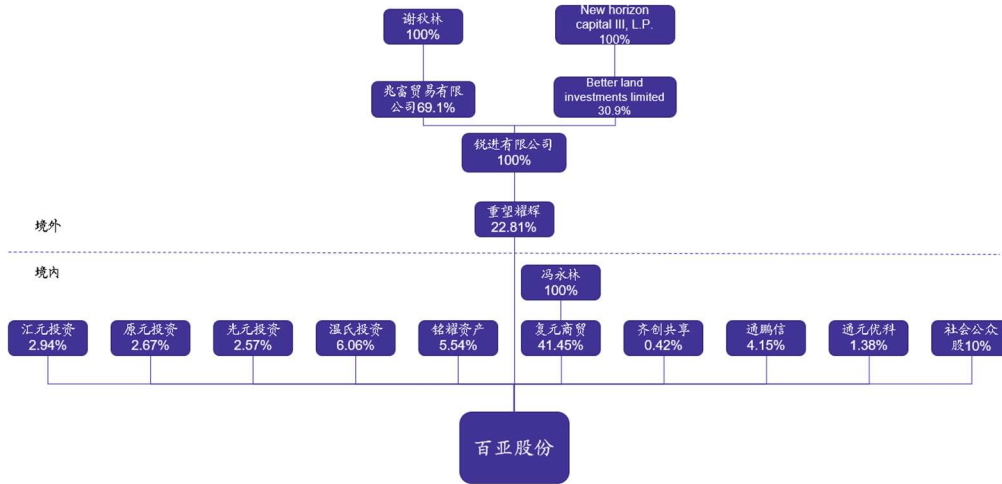 谢秋林
100%
New horizon
capital III, L.P.
100%
兆富贸易有限
公司69.1%
Better land
investments limited
30.9%
锐进有限公司
100%
重望耀辉
22.81%
境外
境内
冯永林
100%
汇元投资
2.94%
原元投资
2.67%
光元投资
2.57%
温氏投资
6.06%
铭耀资产
5.54%
复元商贸
41.45%
齐创共享
0.42%
通鹏信
4.15%
通元优科
1.38%
社会公众
股10%
百亚股份